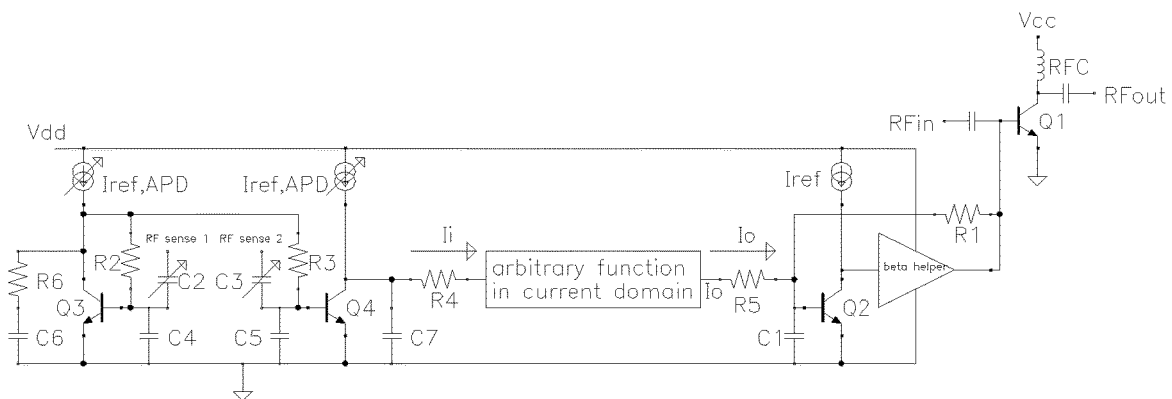 Vcc
RFC
RFout
RFin
Q1
Vdd
Iref,APD
Iref,APD
Iref
RF sense 1
RF sense 2
R1
R6
R2
C2
C3
R3
Ii
Io
arbitrary function
in current domain
beta helper
Q3
Q4
R4
Io
R5
Q2
C6
C4
C5
C7
C1